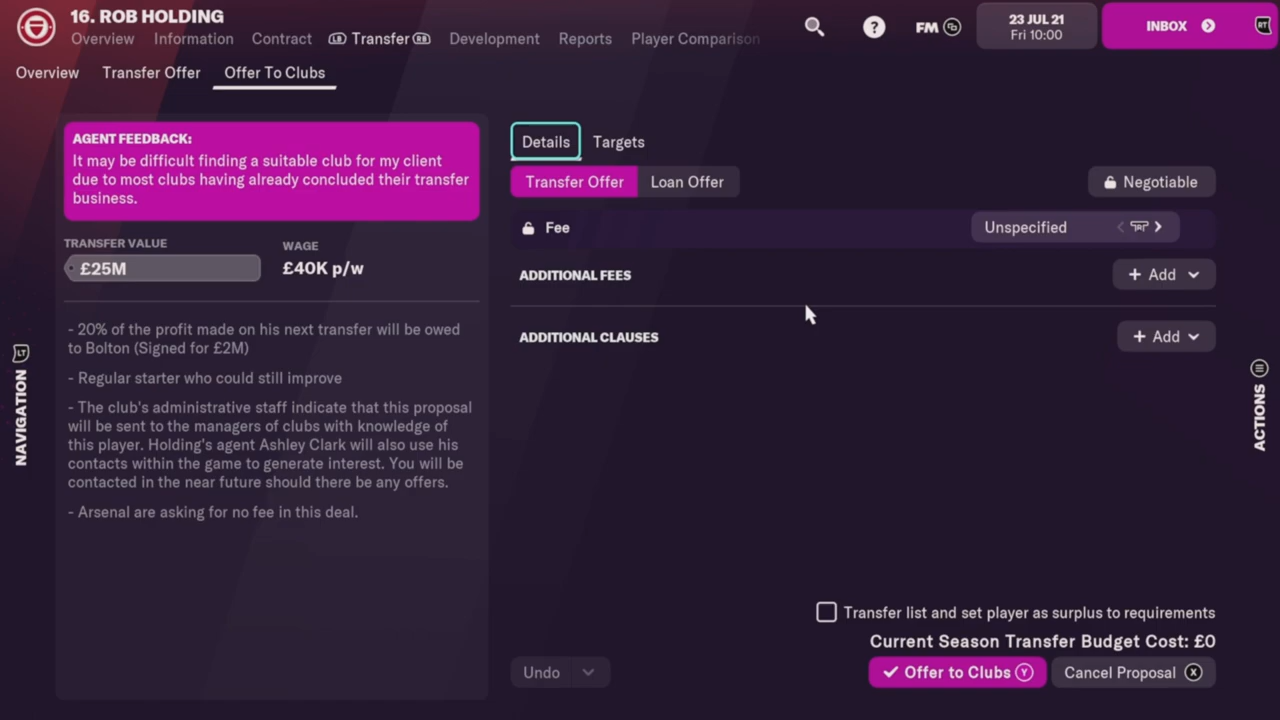 16. ROB HOLDING
Overview Information Contract LB Transfer RB Development Reports Player Comparison
FM
23 JUL 21
Fri 10:00
INBOX
RT
Overview Transfer Offer Offer To Clubs
AGENT FEEDBACK:
It may be difficult finding a suitable club for my client
due to most clubs having already concluded their transfer
business.
TRANSFER VALUE
£25M
WAGE
£40K p/w
- 20% of the profit made on his next transfer will be owed
to Bolton (Signed for £2M)
- Regular starter who could still improve
- The club's administrative staff indicate that this proposal
will be sent to the managers of clubs with knowledge of
this player. Holding's agent Ashley Clark will also use his
contacts within the game to generate interest. You will be
contacted in the near future should there be any offers.
- Arsenal are asking for no fee in this deal.
Details Targets
Transfer Offer Loan Offer
Negotiable
Fee Unspecified
ADDITIONAL FEES + Add
ADDITIONAL CLAUSES + Add
Transfer list and set player as surplus to requirements
Current Season Transfer Budget Cost: £0
Undo
Offer to Clubs Y
Cancel Proposal X
LT
NAVIGATION
ACTIONS